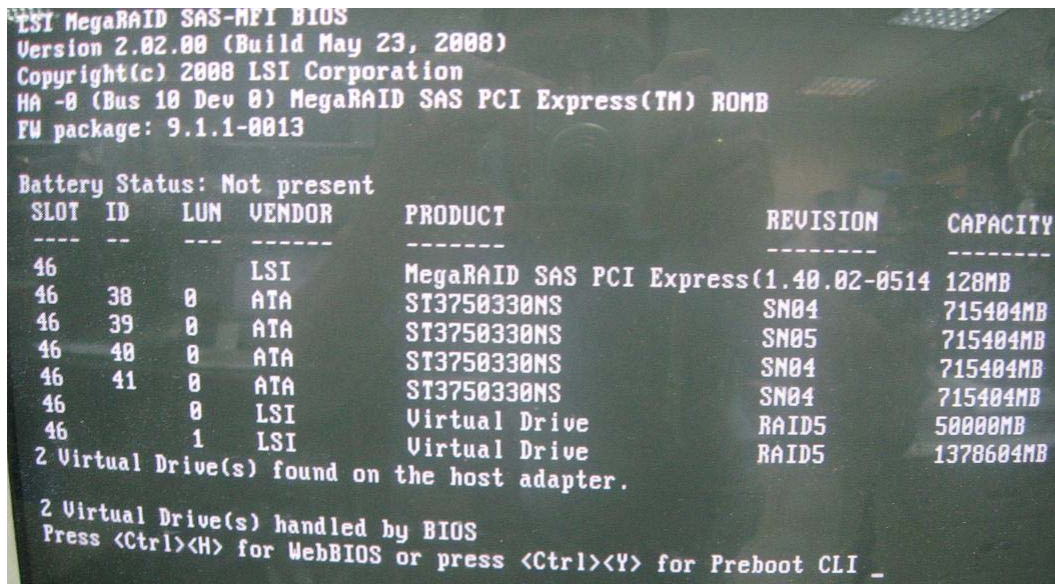 LSI MegaRAID SAS-MFI BIOS
Version 2.02.00 (Build May 23, 2008)
Copyright(c) 2008 LSI Corporation
HA -0 (Bus 10 Dev 0) MegaRAID SAS PCI Express(TM) ROMB
FW package: 9.1.1-0013
Battery Status: Not present
SLOT ID LUN VENDOR PRODUCT REVISION CAPACITY
---- -- --- ------ ------- -------- --------
46 LSI MegaRAID SAS PCI Express(1.40.02-0514 128MB
46 38 0 ATA ST3750330NS SN04 715404MB
46 39 0 ATA ST3750330NS SN05 715404MB
46 40 0 ATA ST3750330NS SN04 715404MB
46 41 0 ATA ST3750330NS SN04 715404MB
46 0 LSI Virtual Drive RAID5 50000MB
46 1 LSI Virtual Drive RAID5 1378604MB
2 Virtual Drive(s) found on the host adapter.
2 Virtual Drive(s) handled by BIOS
Press <Ctrl><H> for WebBIOS or press <Ctrl><Y> for Preboot CLI _